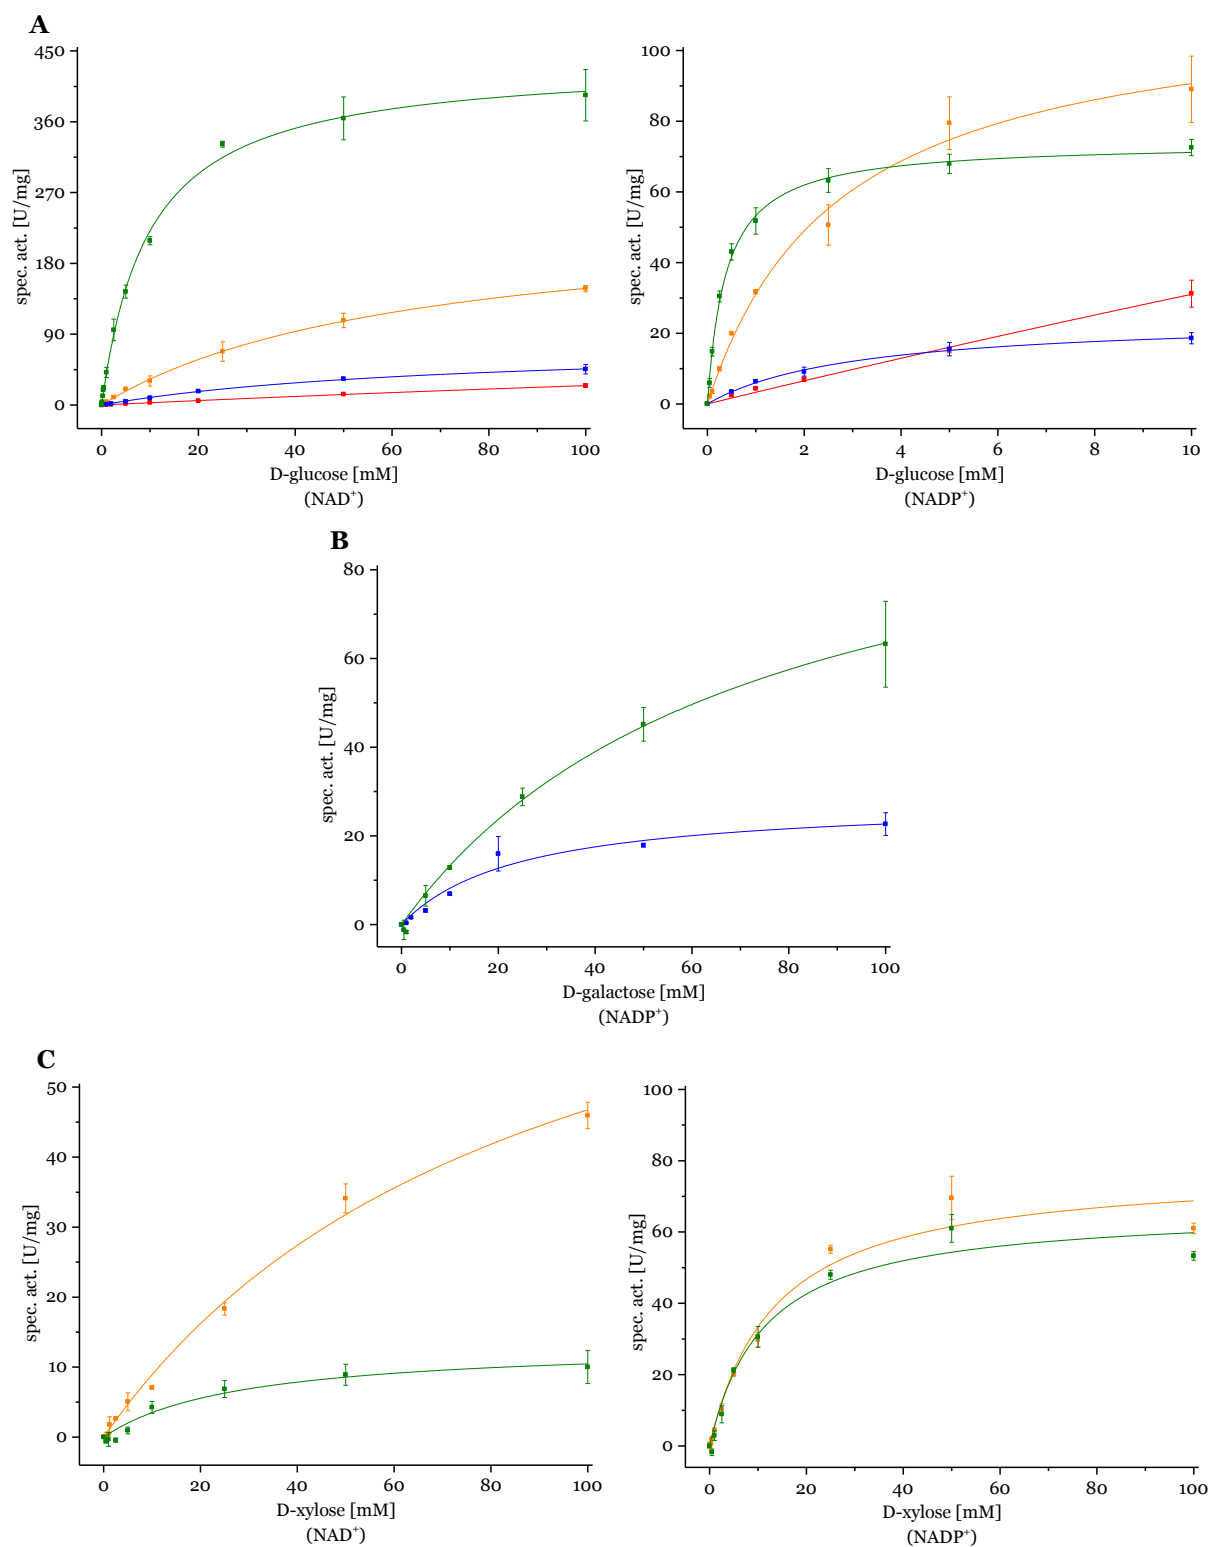 A
450
360
270
180
90
0
spec. act. [U/mg]
0 20 40 60 80 100
D-glucose [mM]
(NAD⁺)
100
80
60
40
20
0
spec. act. [U/mg]
0 2 4 6 8 10
D-glucose [mM]
(NADP⁺)
B
80
60
40
20
0
spec. act. [U/mg]
0 20 40 60 80 100
D-galactose [mM]
(NADP⁺)
C
50
40
30
20
10
0
spec. act. [U/mg]
0 20 40 60 80 100
D-xylose [mM]
(NAD⁺)
100
80
60
40
20
0
spec. act. [U/mg]
0 20 40 60 80 100
D-xylose [mM]
(NADP⁺)